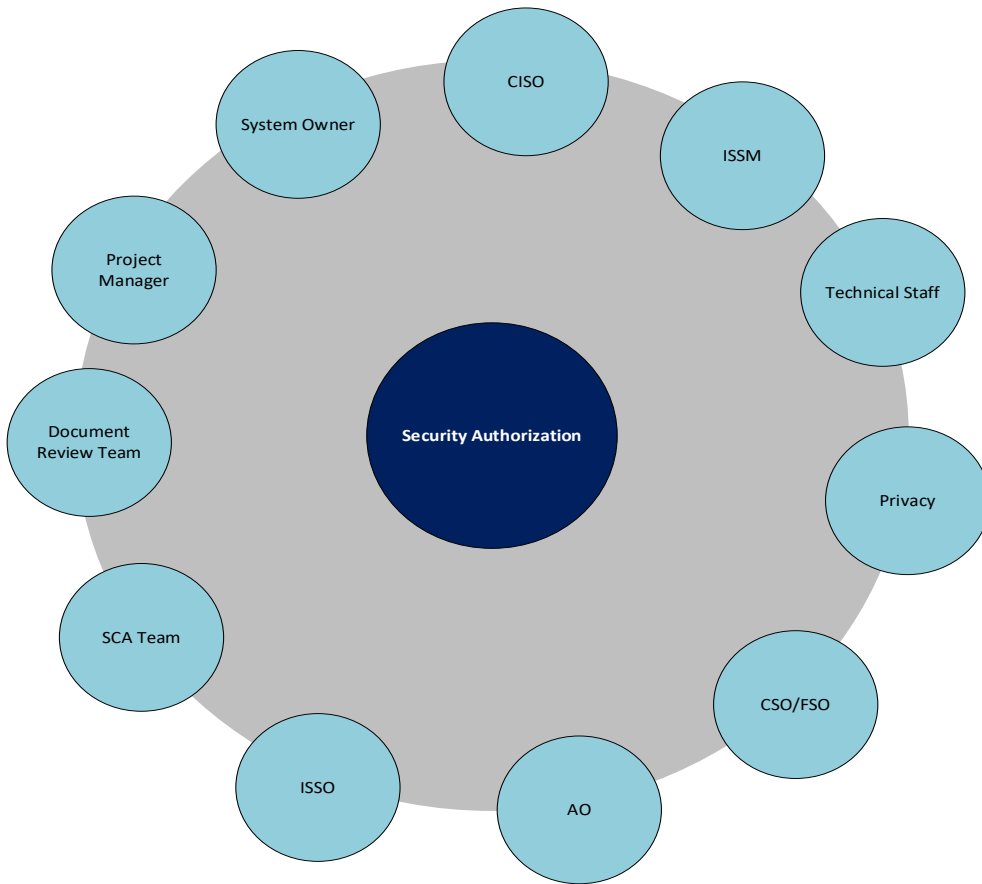 CISO
System Owner
ISSM
Project
Manager
Technical Staff
Document
Review Team
Security Authorization
Privacy
SCA Team
CSO/FSO
ISSO
AO